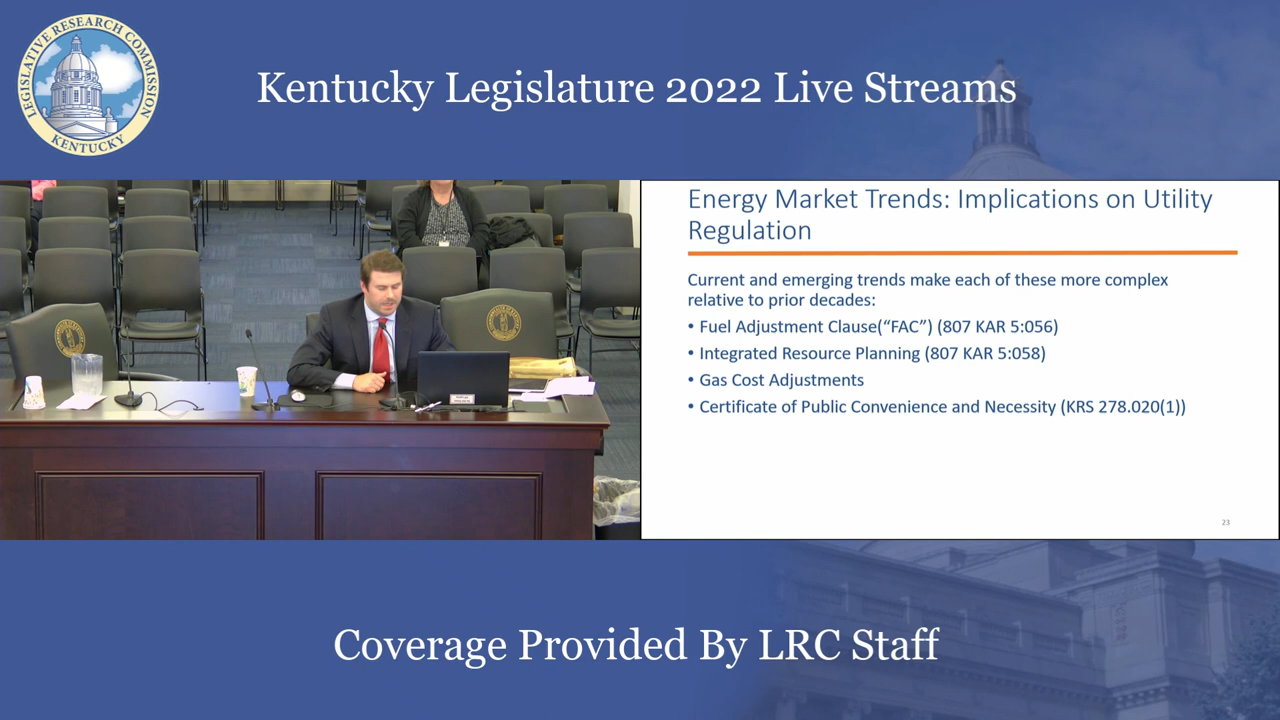 LEGISLATIVE RESEARCH COMMISSION
KENTUCKY
Kentucky Legislature 2022 Live Streams
Energy Market Trends: Implications on Utility
Regulation
Current and emerging trends make each of these more complex
relative to prior decades:
• Fuel Adjustment Clause(“FAC”) (807 KAR 5:056)
• Integrated Resource Planning (807 KAR 5:058)
• Gas Cost Adjustments
• Certificate of Public Convenience and Necessity (KRS 278.020(1))
23
Coverage Provided By LRC Staff